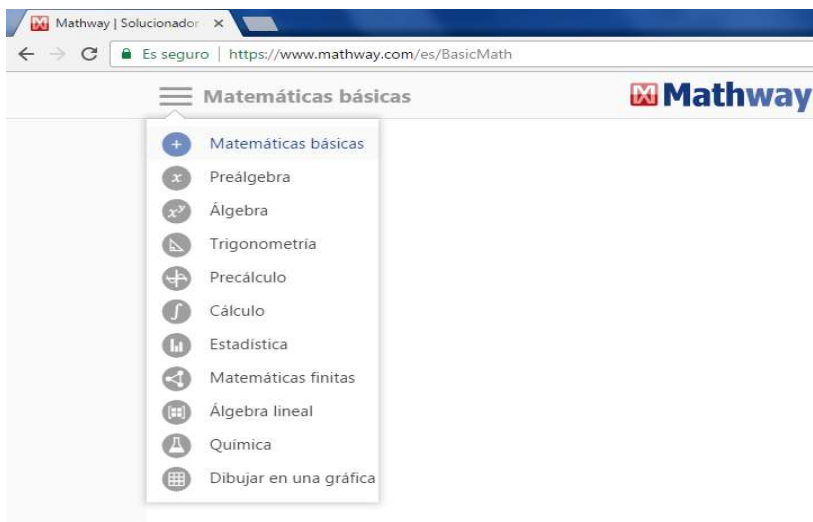 Mathway | Solucionador
Es seguro | https://www.mathway.com/es/BasicMath
Matemáticas básicas
Mathway
+ Matemáticas básicas
x Preálgebra
xʸ Álgebra
Trigonometría
Precálculo
∫ Cálculo
Estadística
Matemáticas finitas
Álgebra lineal
Química
Dibujar en una gráfica